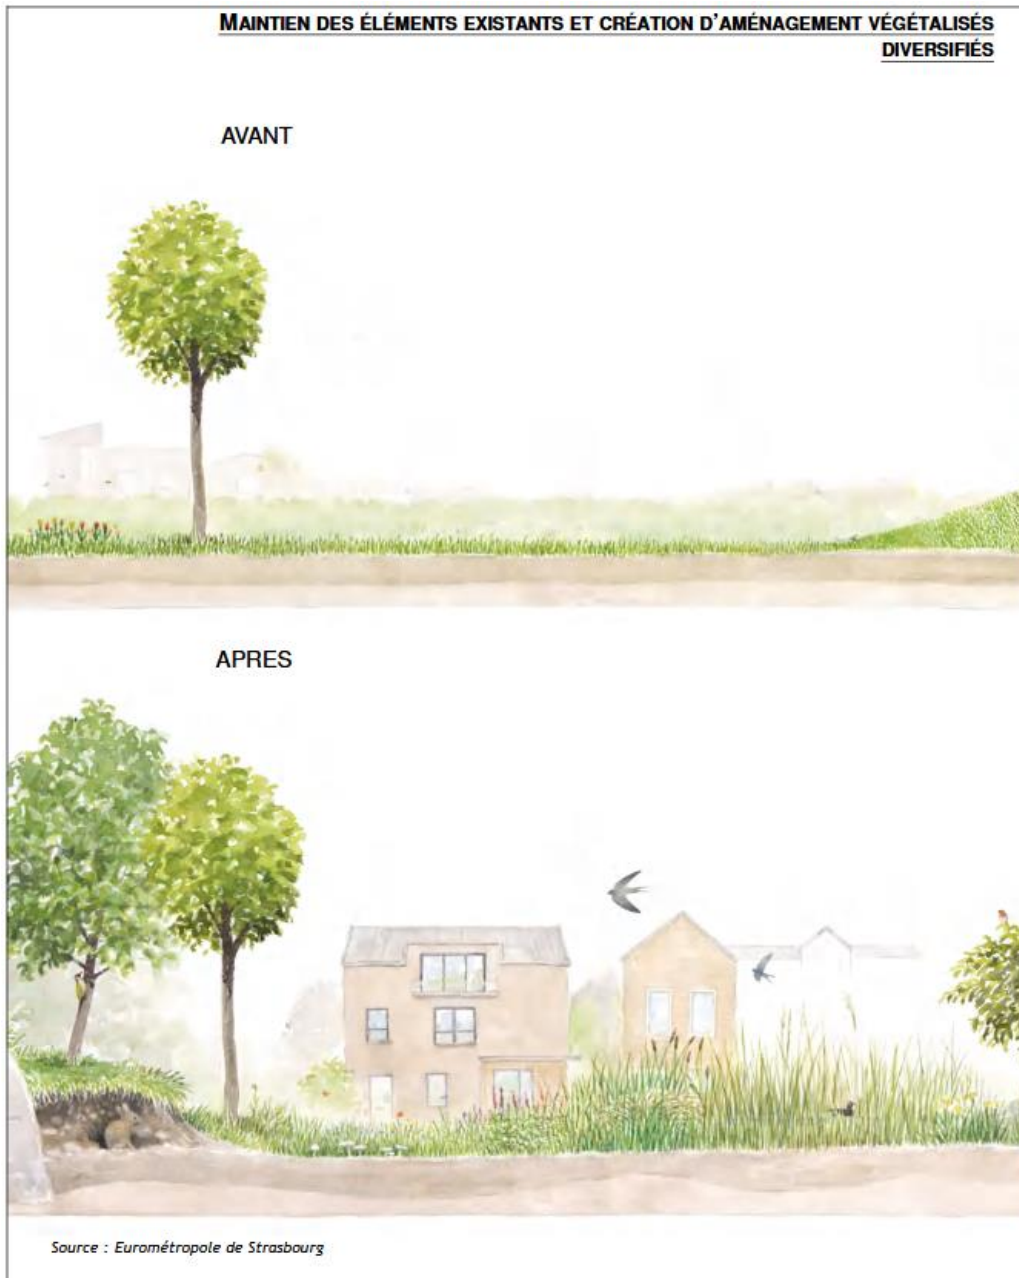 MAINTIEN DES ÉLÉMENTS EXISTANTS ET CRÉATION D'AMÉNAGEMENT VÉGÉTALISÉS
DIVERSIFIÉS
AVANT
APRES
Source : Eurométropole de Strasbourg